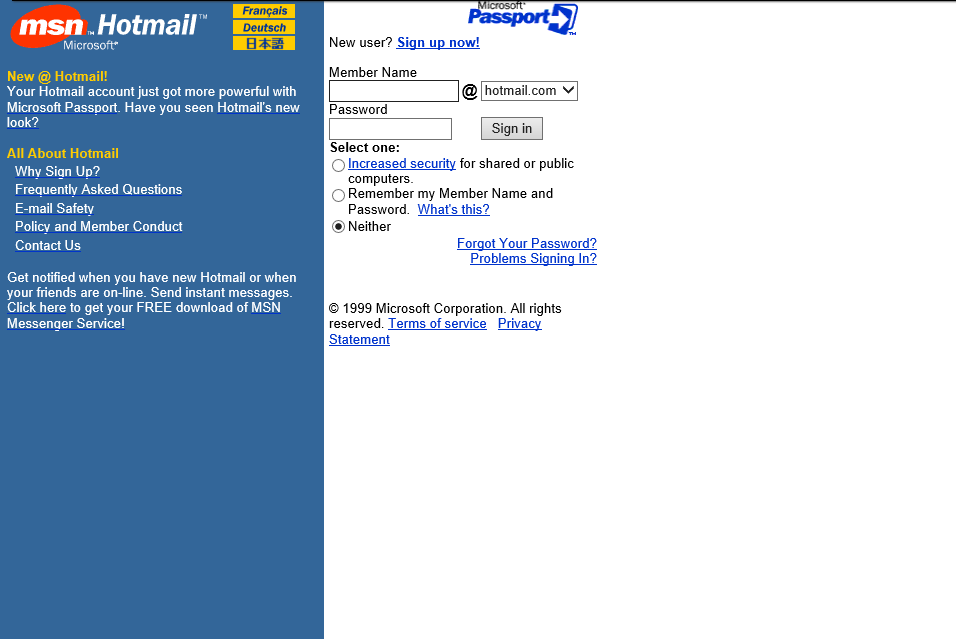 msn™ Hotmail™
Microsoft®
Français
Deutsch
日本語
New @ Hotmail!
Your Hotmail account just got more powerful with
Microsoft Passport. Have you seen Hotmail's new
look?
All About Hotmail
Why Sign Up?
Frequently Asked Questions
E-mail Safety
Policy and Member Conduct
Contact Us
Get notified when you have new Hotmail or when
your friends are on-line. Send instant messages.
Click here to get your FREE download of MSN
Messenger Service!
Microsoft®
Passport™
New user? Sign up now!
Member Name
@ hotmail.com
Password
Sign in
Select one:
Increased security for shared or public
computers.
Remember my Member Name and
Password. What's this?
Neither
Forgot Your Password?
Problems Signing In?
© 1999 Microsoft Corporation. All rights
reserved. Terms of service Privacy
Statement